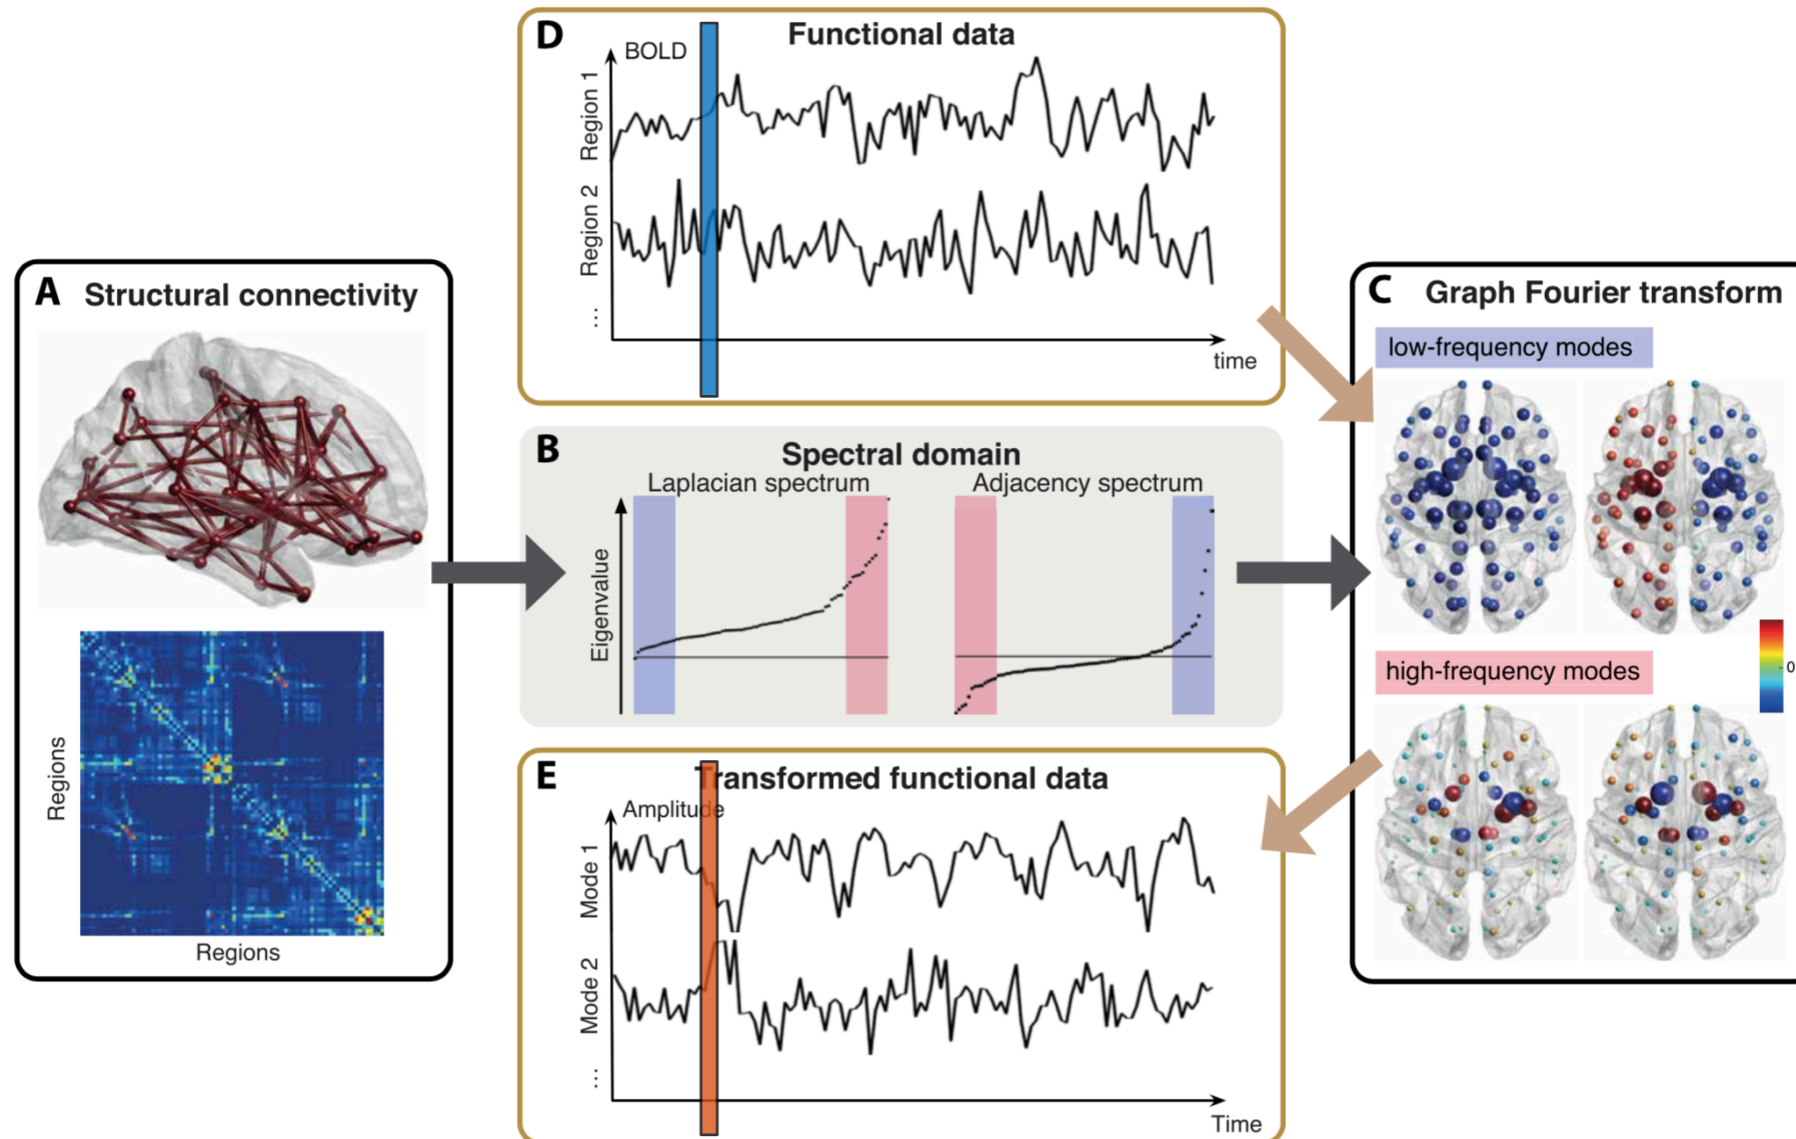 A Structural connectivity
Regions
Regions
D Functional data
BOLD
Region 1
Region 2
...
time
B Spectral domain
Laplacian spectrum
Adjacency spectrum
Eigenvalue
E Transformed functional data
Amplitude
Mode 1
Mode 2
...
Time
C Graph Fourier transform
low-frequency modes
high-frequency modes
0